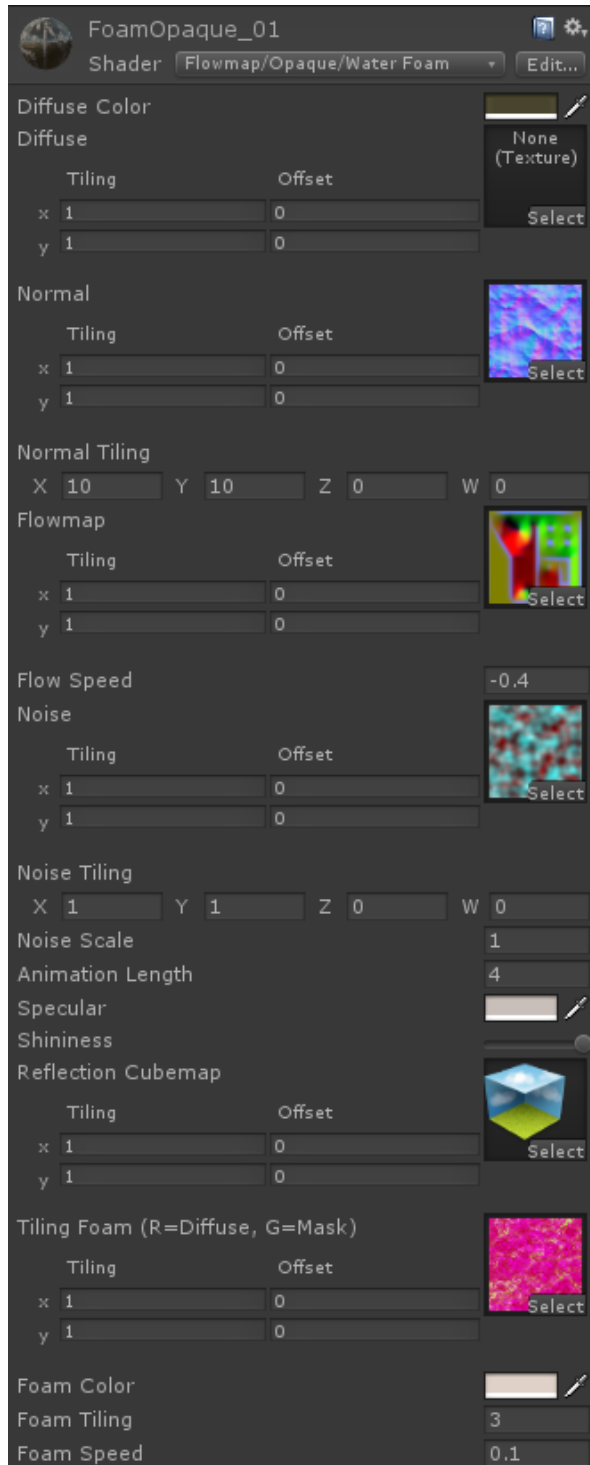 FoamOpaque_01
Shader Flowmap/Opaque/Water Foam Edit...
Diffuse Color
Diffuse None
(Texture)
Tiling Offset
x 1 0 Select
y 1 0
Normal
Tiling Offset
x 1 0 Select
y 1 0
Normal Tiling
X 10 Y 10 Z 0 W 0
Flowmap
Tiling Offset
x 1 0 Select
y 1 0
Flow Speed -0.4
Noise
Tiling Offset
x 1 0 Select
y 1 0
Noise Tiling
X 1 Y 1 Z 0 W 0
Noise Scale 1
Animation Length 4
Specular
Shininess
Reflection Cubemap
Tiling Offset
x 1 0 Select
y 1 0
Tiling Foam (R=Diffuse, G=Mask)
Tiling Offset
x 1 0 Select
y 1 0
Foam Color
Foam Tiling 3
Foam Speed 0.1